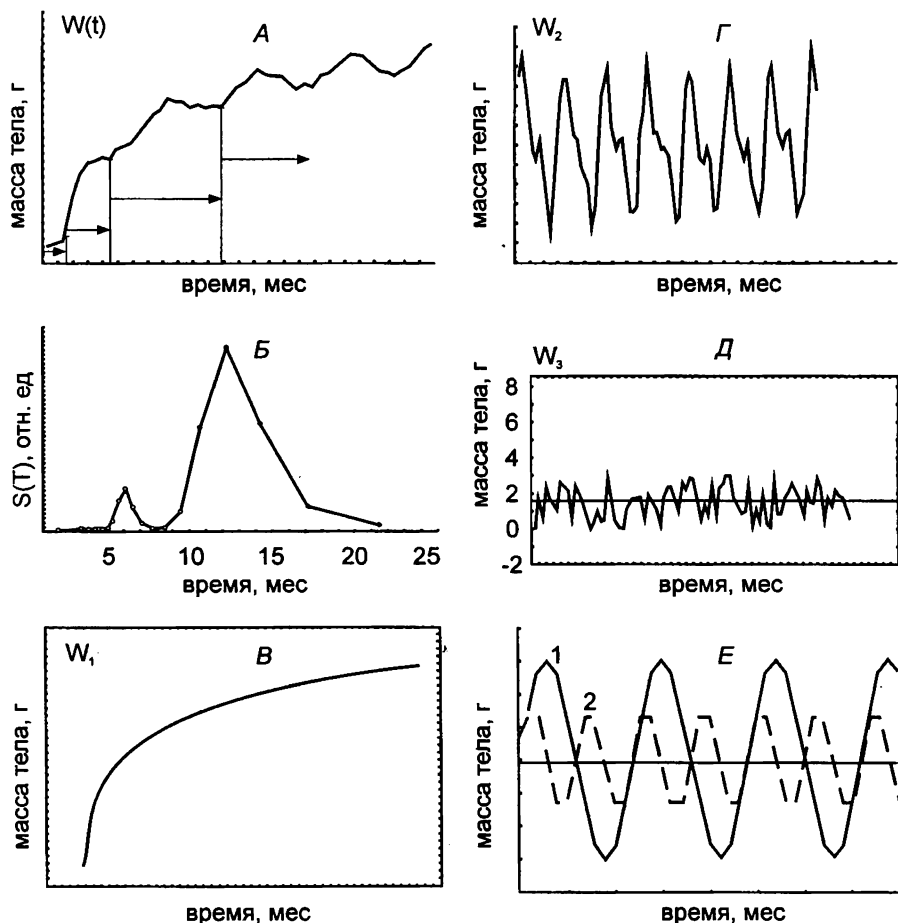 W(t)
А
масса тела, г
время, мес
Б
S(T), отн. ед
5
10
15
20
25
время, мес
W₁
В
масса тела, г
время, мес
W₂
Г
масса тела, г
время, мес
W₃
Д
масса тела, г
8
6
4
2
0
-2
время, мес
1
2
Е
масса тела, г
время, мес